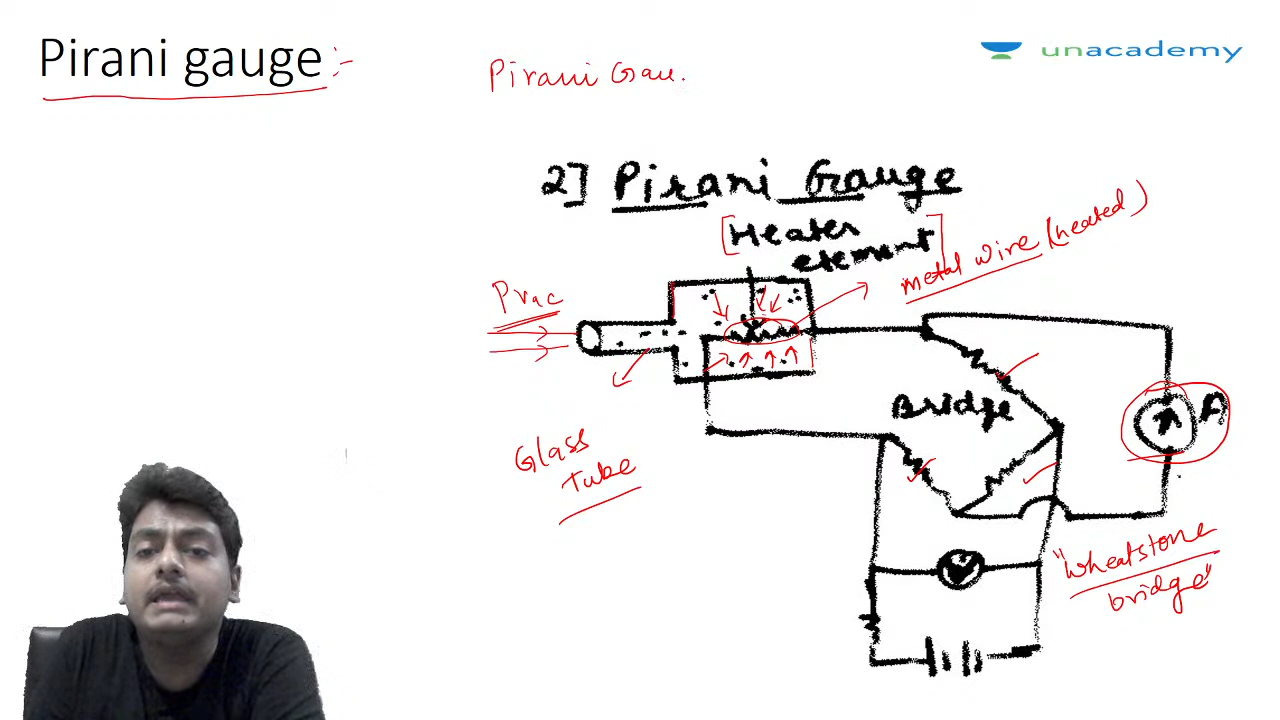 Pirani gauge :-
Pirani Gau.
unacademy
2] Pirani Gauge
[Heater
element]
metal wire (heated)
Pvac
Bridge
A
Glass
Tube
"Wheatstone
bridge"